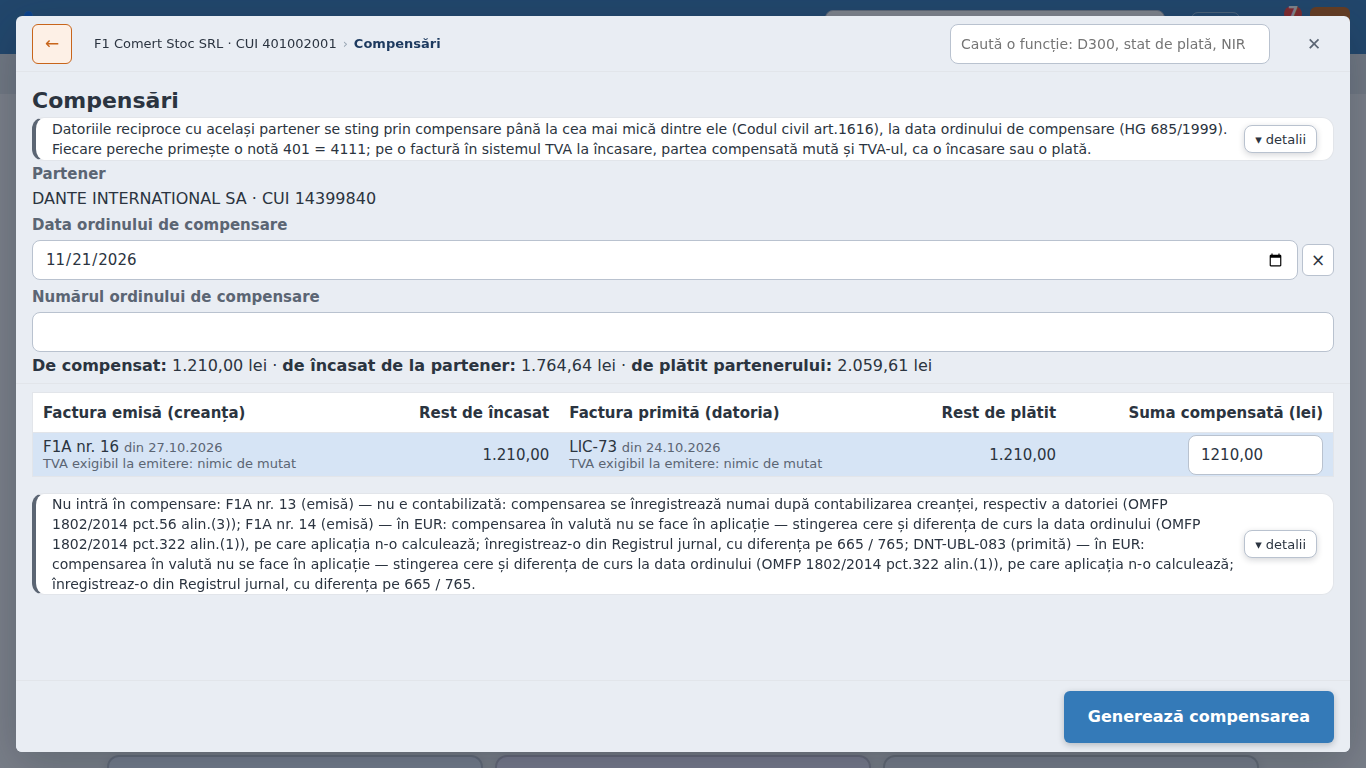 7
←
F1 Comert Stoc SRL · CUI 401002001 › Compensări
Caută o funcție: D300, stat de plată, NIR
✕
Compensări
Datoriile reciproce cu același partener se sting prin compensare până la cea mai mică dintre ele (Codul civil art.1616), la data ordinului de compensare (HG 685/1999).
Fiecare pereche primește o notă 401 = 4111; pe o factură în sistemul TVA la încasare, partea compensată mută și TVA-ul, ca o încasare sau o plată.
▾ detalii
Partener
DANTE INTERNATIONAL SA · CUI 14399840
Data ordinului de compensare
11/21/2026
×
Numărul ordinului de compensare
De compensat: 1.210,00 lei · de încasat de la partener: 1.764,64 lei · de plătit partenerului: 2.059,61 lei
Factura emisă (creanța) Rest de încasat Factura primită (datoria) Rest de plătit Suma compensată (lei)
F1A nr. 16 din 27.10.2026 1.210,00 LIC-73 din 24.10.2026 1.210,00 1210,00
TVA exigibil la emitere: nimic de mutat TVA exigibil la emitere: nimic de mutat
Nu intră în compensare: F1A nr. 13 (emisă) — nu e contabilizată: compensarea se înregistrează numai după contabilizarea creanței, respectiv a datoriei (OMFP
1802/2014 pct.56 alin.(3)); F1A nr. 14 (emisă) — în EUR: compensarea în valută nu se face în aplicație — stingerea cere și diferența de curs la data ordinului (OMFP
1802/2014 pct.322 alin.(1)), pe care aplicația n-o calculează; înregistreaz-o din Registrul jurnal, cu diferența pe 665 / 765; DNT-UBL-083 (primită) — în EUR:
compensarea în valută nu se face în aplicație — stingerea cere și diferența de curs la data ordinului (OMFP 1802/2014 pct.322 alin.(1)), pe care aplicația n-o calculează;
înregistreaz-o din Registrul jurnal, cu diferența pe 665 / 765.
▾ detalii
Generează compensarea